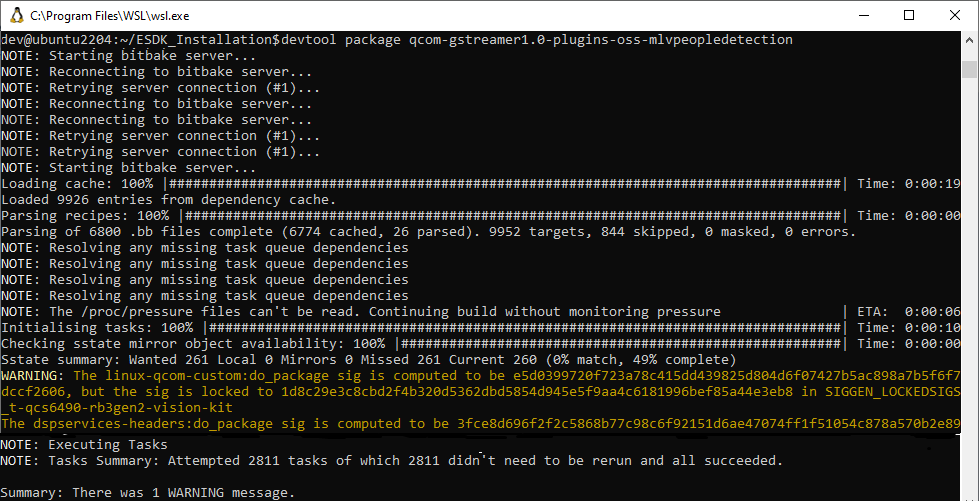 C:\Program Files\WSL\wsl.exe
dev@ubuntu2204:~/ESDK_Installation$devtool package qcom-gstreamer1.0-plugins-oss-mlvpeopledetection
NOTE: Starting bitbake server...
NOTE: Reconnecting to bitbake server...
NOTE: Retrying server connection (#1)...
NOTE: Reconnecting to bitbake server...
NOTE: Reconnecting to bitbake server...
NOTE: Retrying server connection (#1)...
NOTE: Retrying server connection (#1)...
NOTE: Starting bitbake server...
Loading cache: 100% |####################################################################################| Time: 0:00:19
Loaded 9926 entries from dependency cache.
Parsing recipes: 100% |##################################################################################| Time: 0:00:00
Parsing of 6800 .bb files complete (6774 cached, 26 parsed). 9952 targets, 844 skipped, 0 masked, 0 errors.
NOTE: Resolving any missing task queue dependencies
NOTE: Resolving any missing task queue dependencies
NOTE: Resolving any missing task queue dependencies
NOTE: Resolving any missing task queue dependencies
NOTE: The /proc/pressure files can't be read. Continuing build without monitoring pressure | ETA: 0:00:06
Initialising tasks: 100% |###############################################################################| Time: 0:00:10
Checking sstate mirror object availability: 100% |#######################################################| Time: 0:00:00
Sstate summary: Wanted 261 Local 0 Mirrors 0 Missed 261 Current 260 (0% match, 49% complete)
WARNING: The linux-qcom-custom:do_package sig is computed to be e5d0399720f723a78c415dd439825d804d6f07427b5ac898a7b5f6f7
dccf2606, but the sig is locked to 1d8c29e3c8cbd2f4b320d5362dbd5854d945e5f9aa4c6181996bef85a44e3eb8 in SIGGEN_LOCKEDSIGS
_t-qcs6490-rb3gen2-vision-kit
The dspservices-headers:do_package sig is computed to be 3fce8d696f2f2c5868b77c98c6f92151d6ae47074ff1f51054c878a570b2e89
NOTE: Executing Tasks
NOTE: Tasks Summary: Attempted 2811 tasks of which 2811 didn't need to be rerun and all succeeded.
Summary: There was 1 WARNING message.